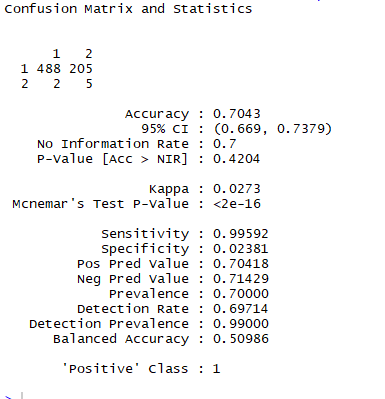 Confusion Matrix and Statistics
1 2
1 488 205
2 2 5
Accuracy : 0.7043
95% CI : (0.669, 0.7379)
No Information Rate : 0.7
P-Value [Acc > NIR] : 0.4204
Kappa : 0.0273
Mcnemar's Test P-Value : <2e-16
Sensitivity : 0.99592
Specificity : 0.02381
Pos Pred Value : 0.70418
Neg Pred Value : 0.71429
Prevalence : 0.70000
Detection Rate : 0.69714
Detection Prevalence : 0.99000
Balanced Accuracy : 0.50986
'Positive' Class : 1
>